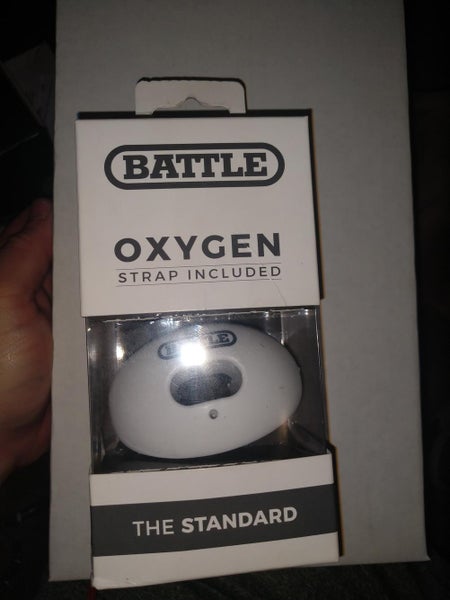 BATTLE
OXYGEN
STRAP INCLUDED
BATTLE
THE STANDARD